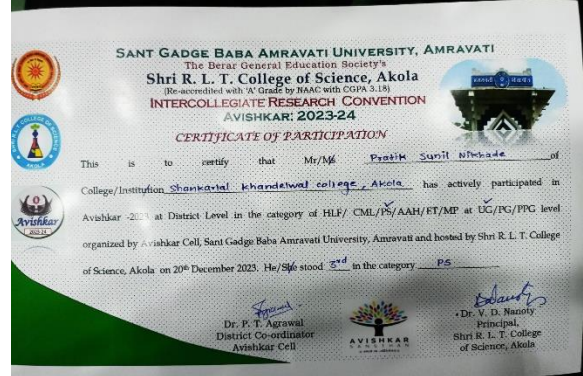 SANT GADGE BABA AMRAVATI UNIVERSITY, AMRAVATI
The Berar General Education Society's
Shri R. L. T. College of Science, Akola
(Re-accredited with 'A' Grade by NAAC with CGPA 3.18)
INTERCOLLEGIATE RESEARCH CONVENTION
AVISHKAR: 2023-24
CERTIFICATE OF PARTICIPATION
This is to certify that Mr/Ms Pratik Sunil Nikhade of
College/Institution Shankarlal khandelwal college, Akola has actively participated in
Avishkar -2023 at District Level in the category of HLF/ CML/PS/AAH/ET/MP at UG/PG/PPG level
organized by Avishkar Cell, Sant Gadge Baba Amravati University, Amravati and hosted by Shri R. L. T. College
of Science, Akola on 20th December 2023. He/She stood 3rd in the category PS
Dr. P. T. Agrawal
District Co-ordinator
Avishkar Cell
AVISHKAR
SANSTHAN
Dr. V. D. Nanoty
Principal,
Shri R. L. T. College
of Science, Akola
Avishkar
2023-24